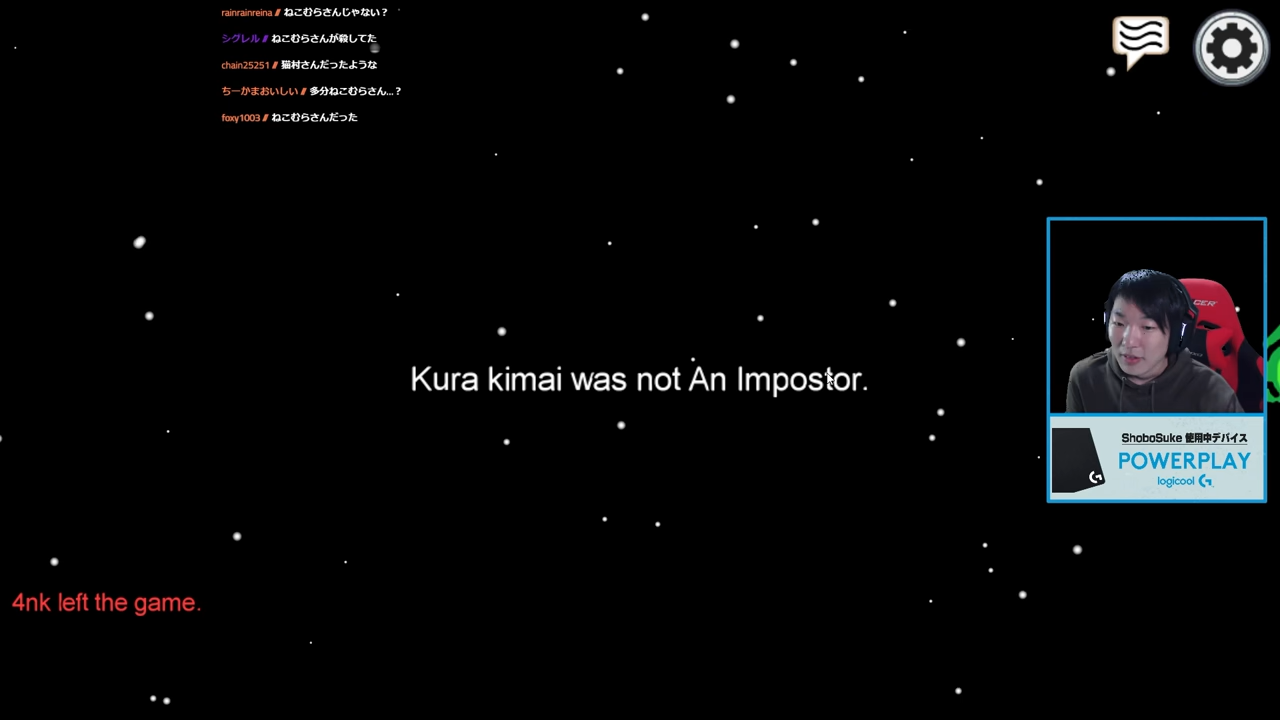 rainrainreina // ねこむらさんじゃない?
シグレル // ねこむらさんが殺してた
chain25251 // 猫村さんだったような
ちーかまおいしい // 多分ねこむらさん...?
foxy1003 // ねこむらさんだった
Kura kimai was not An Impostor.
ShoboSuke 使用中デバイス
POWERPLAY
logicool G
4nk left the game.